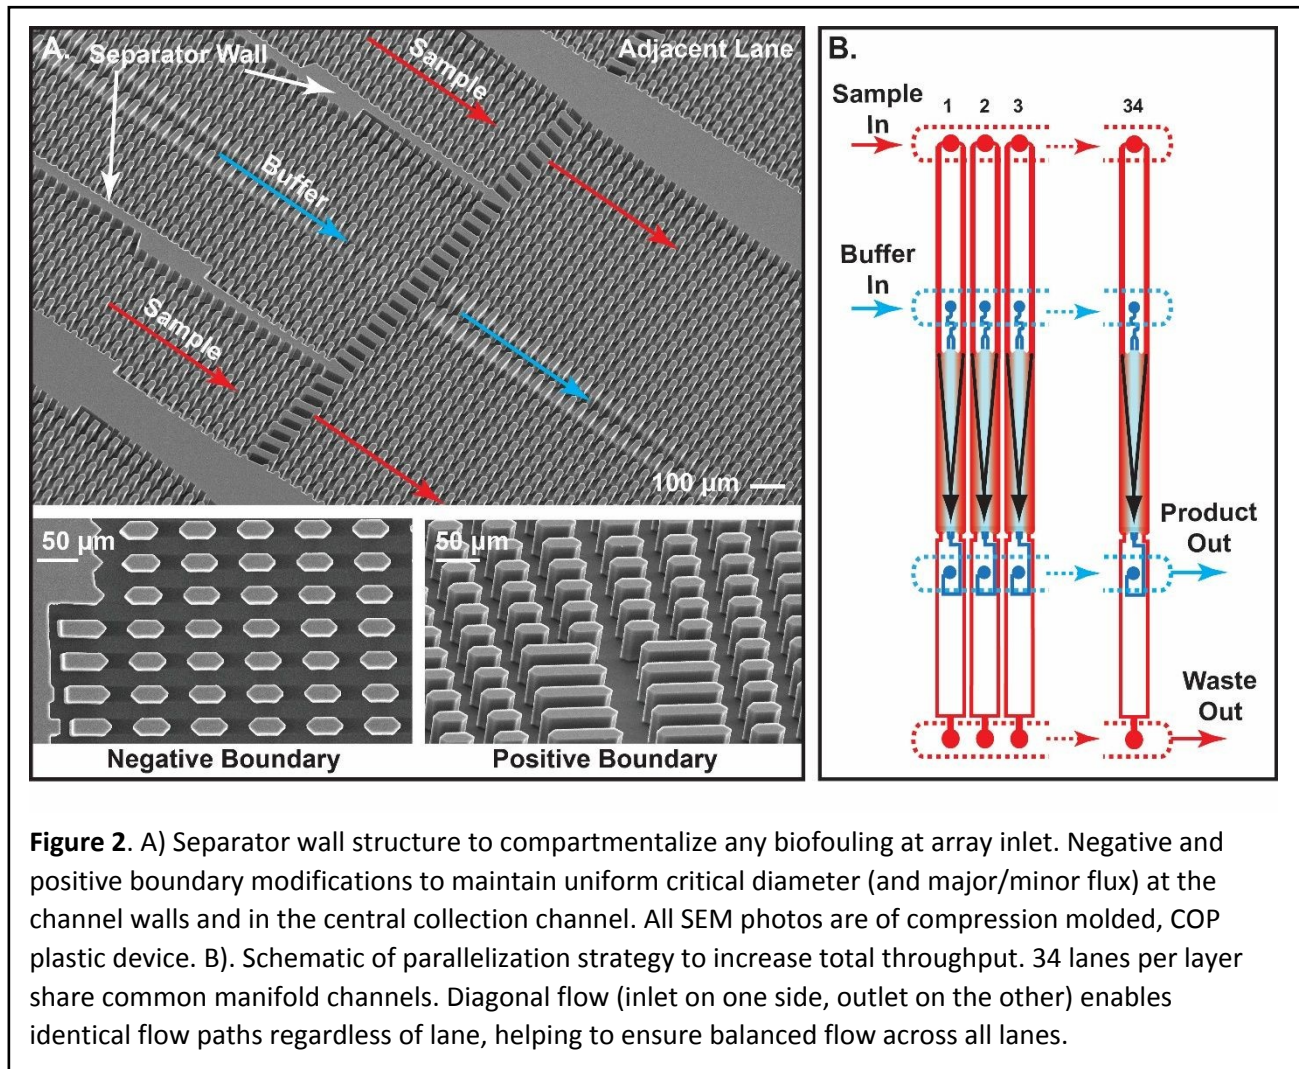 A.
Separator Wall
Sample
Adjacent Lane
Buffer
Sample
100 µm
50 µm
50 µm
Negative Boundary
Positive Boundary
B.
Sample
In
1 2 3 34
Buffer
In
Product
Out
Waste
Out
Figure 2. A) Separator wall structure to compartmentalize any biofouling at array inlet. Negative and
positive boundary modifications to maintain uniform critical diameter (and major/minor flux) at the
channel walls and in the central collection channel. All SEM photos are of compression molded, COP
plastic device. B). Schematic of parallelization strategy to increase total throughput. 34 lanes per layer
share common manifold channels. Diagonal flow (inlet on one side, outlet on the other) enables
identical flow paths regardless of lane, helping to ensure balanced flow across all lanes.